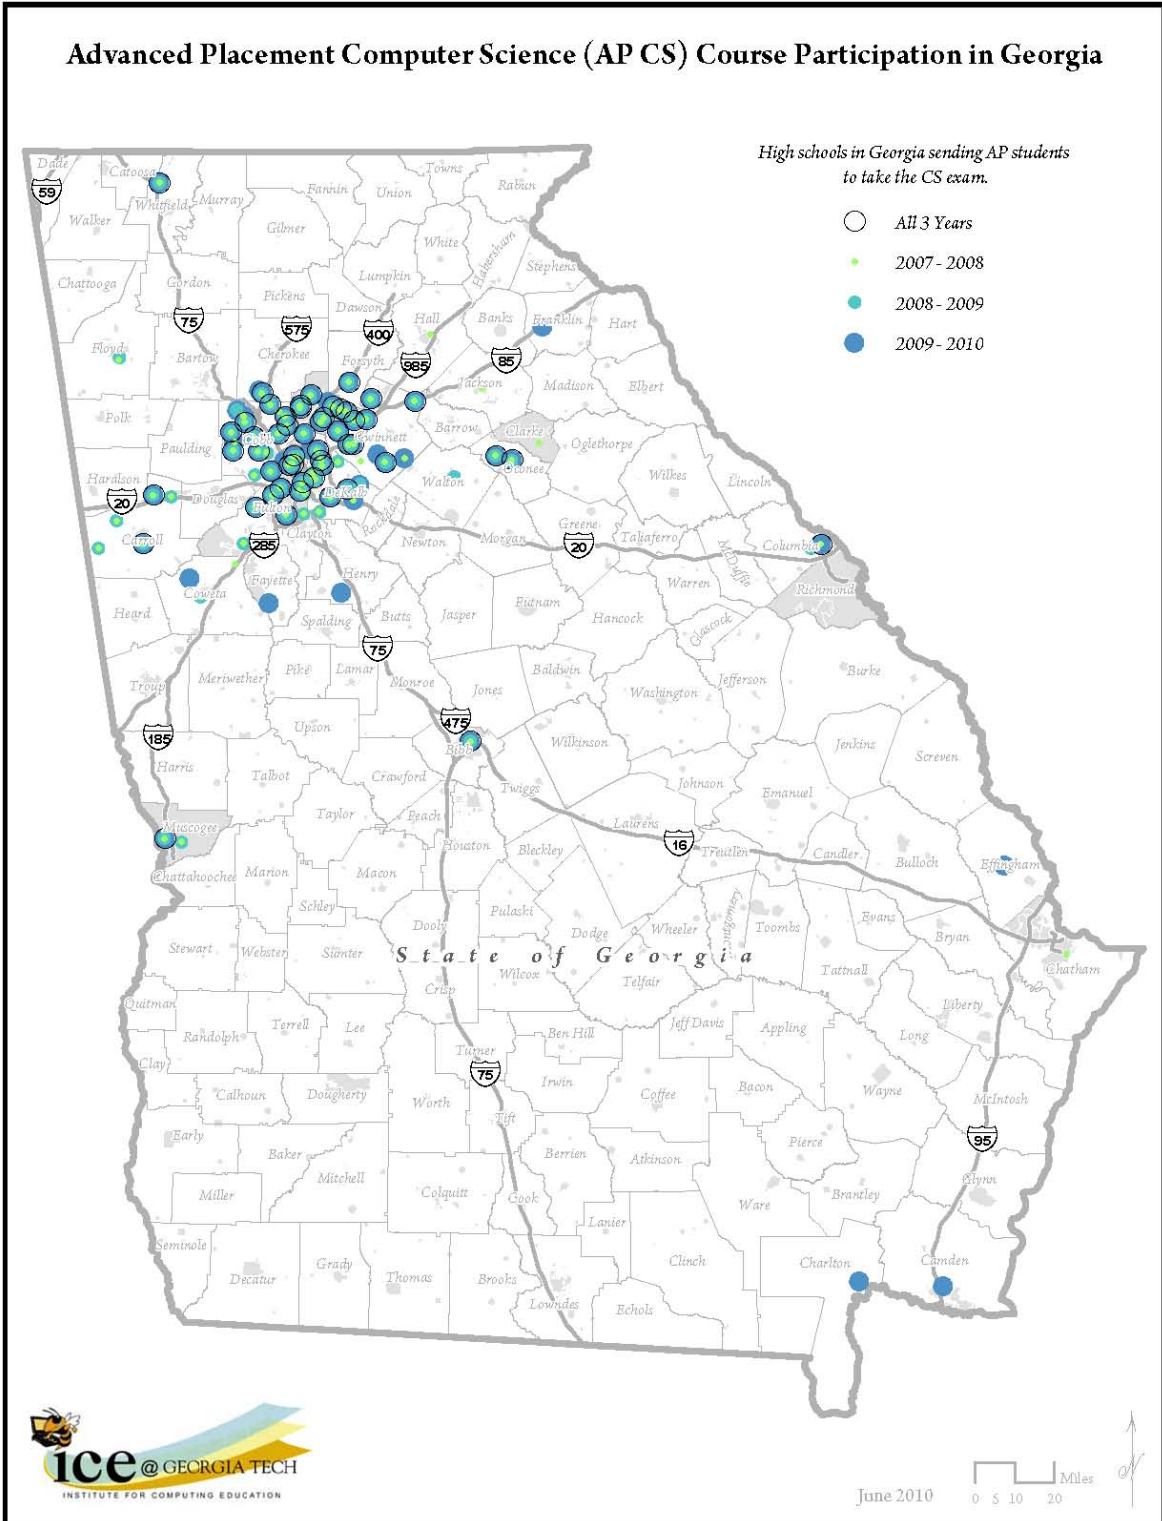 Advanced Placement Computer Science (AP CS) Course Participation in Georgia
High schools in Georgia sending AP students
to take the CS exam.
All 3 Years
2007 - 2008
2008 - 2009
2009 - 2010
Dade
Catoosa
Towns
Rabun
59
Whitfield
Murray
Fannin
Union
Walker
Gilmer
White
Habersham
Stephens
Chattooga
Gordon
Pickens
Lumpkin
Dawson
Hall
Banks
Franklin
Hart
75
575
400
985
85
Floyd
Bartow
Cherokee
Forsyth
Jackson
Madison
Elbert
Polk
Cobb
Gwinnett
Barrow
Clarke
Oglethorpe
Paulding
Haralson
Walton
Oconee
Wilkes
Lincoln
20
Douglas
Fulton
DeKalb
Rockdale
Carroll
285
Clayton
Newton
Morgan
Greene
20
Taliaferro
McDuffie
Columbia
Richmond
Heard
Coweta
Fayette
Henry
Spalding
Butts
Jasper
Putnam
Hancock
Warren
Glascock
75
Troup
Meriwether
Pike
Lamar
Monroe
Jones
Baldwin
Washington
Jefferson
Burke
185
Upson
475
Bibb
Wilkinson
Jenkins
Screven
Harris
Talbot
Crawford
Twiggs
Johnson
Emanuel
Muscogee
Taylor
Peach
Laurens
16
Treutlen
Candler
Bulloch
Effingham
Chattahoochee
Marion
Macon
Houston
Bleckley
Schley
Dooly
Pulaski
Dodge
Wheeler
Montgomery
Toombs
Evans
Bryan
Stewart
Webster
Sumter
State of Georgia
Wilcox
Telfair
Tattnall
Chatham
Quitman
Crisp
Liberty
Randolph
Terrell
Lee
Ben Hill
Jeff Davis
Appling
Long
Clay
Turner
75
Calhoun
Dougherty
Worth
Irwin
Coffee
Bacon
Wayne
McIntosh
Early
Tift
95
Baker
Mitchell
Berrien
Atkinson
Pierce
Miller
Colquitt
Cook
Ware
Brantley
Glynn
Seminole
Lanier
Clinch
Charlton
Camden
Decatur
Grady
Thomas
Brooks
Lowndes
Echols
ice @ GEORGIA TECH
INSTITUTE FOR COMPUTING EDUCATION
June 2010
Miles
0 5 10 20
N